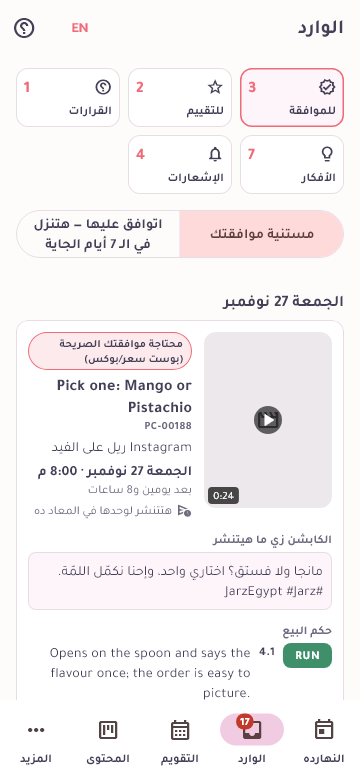 الوارد
EN
للموافقة
3
للتقييم
2
القرارات
1
الأفكار
7
الإشعارات
4
مستنية موافقتك
اتوافق عليها — هتنزل
في الـ 7 أيام الجاية
الجمعة 27 نوفمبر
محتاجة موافقتك الصريحة
(بوست سعر/بوكس)
Pick one: Mango or
Pistachio
PC-00188
Instagram ريل على الفيد
الجمعة 27 نوفمبر · 8:00 م
بعد يومين و8 ساعات
هتتنشر لوحدها في المعاد ده
0:24
الكابشن زي ما هيتنشر
مانجا ولا فستق؟ اختاري واحد، وإحنا نكمّل اللمّة.
#JarzEgypt #Jarz
حكم البيع
RUN
4.1
Opens on the spoon and says the
flavour once; the order is easy to
picture.
النهارده
الوارد
17
التقويم
المحتوى
المزيد